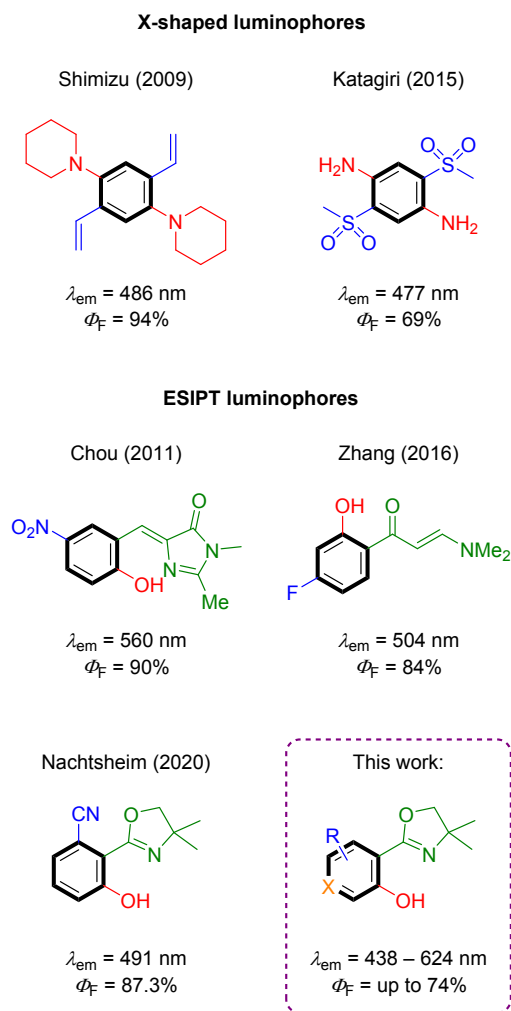 X-shaped luminophores
Shimizu (2009)
Katagiri (2015)
N
N
H2N
O
O
S
S
O
O
NH2
λem = 486 nm
ΦF = 94%
λem = 477 nm
ΦF = 69%
ESIPT luminophores
Chou (2011)
Zhang (2016)
O2N
O
N
N
OH
Me
OH
O
NMe2
F
λem = 560 nm
ΦF = 90%
λem = 504 nm
ΦF = 84%
Nachtsheim (2020)
This work:
CN
O
N
OH
R
O
N
X
OH
λem = 491 nm
ΦF = 87.3%
λem = 438 – 624 nm
ΦF = up to 74%